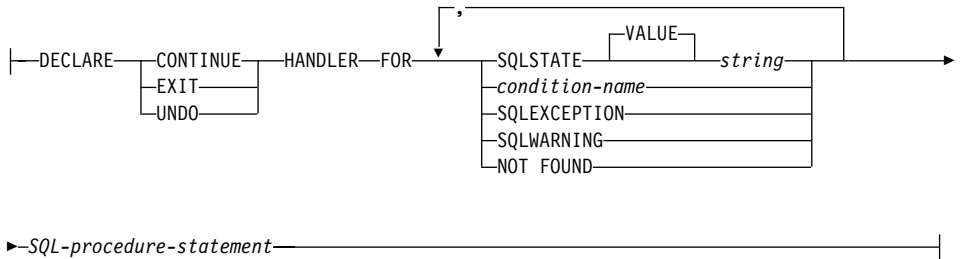 ,
VALUE
DECLARE CONTINUE HANDLER FOR SQLSTATE string
EXIT condition-name
UNDO SQLEXCEPTION
SQLWARNING
NOT FOUND
SQL-procedure-statement